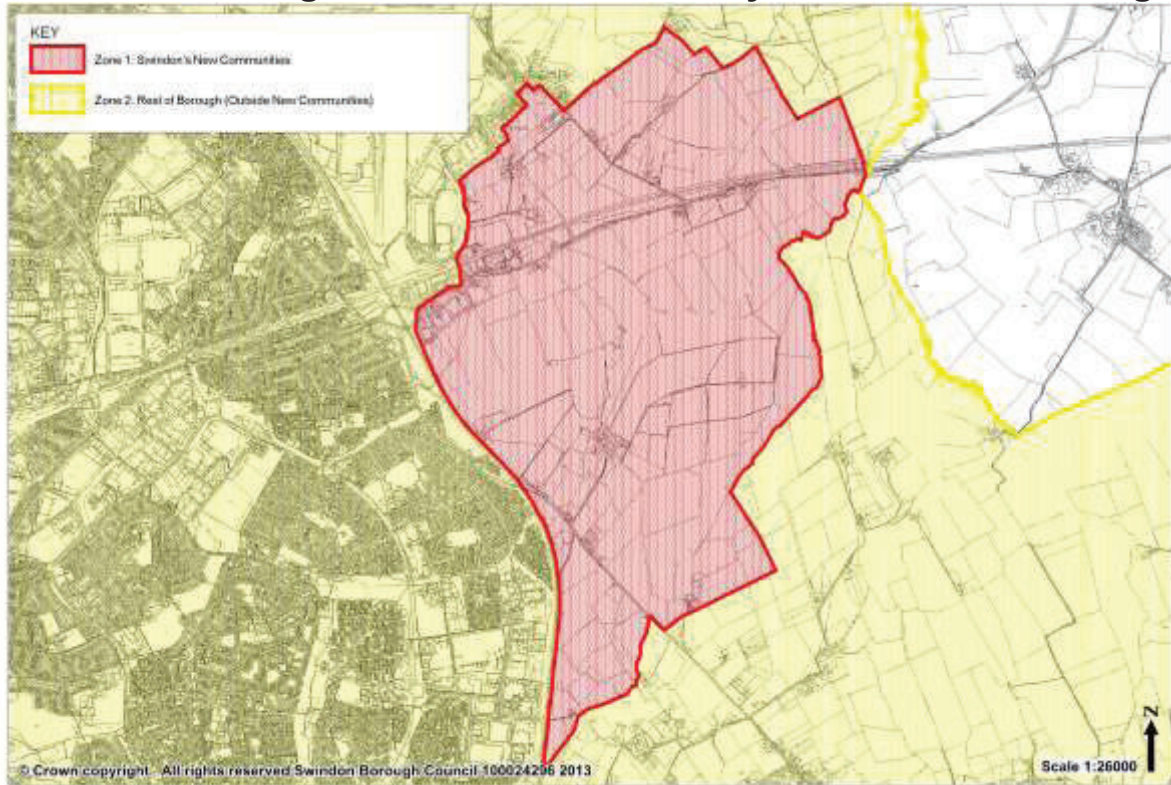 KEY
Zone 1: Swindon's New Communities
Zone 2: Rest of Borough (Outside New Communities)
© Crown copyright. All rights reserved Swindon Borough Council 100024296 2013
Scale 1:26000
N